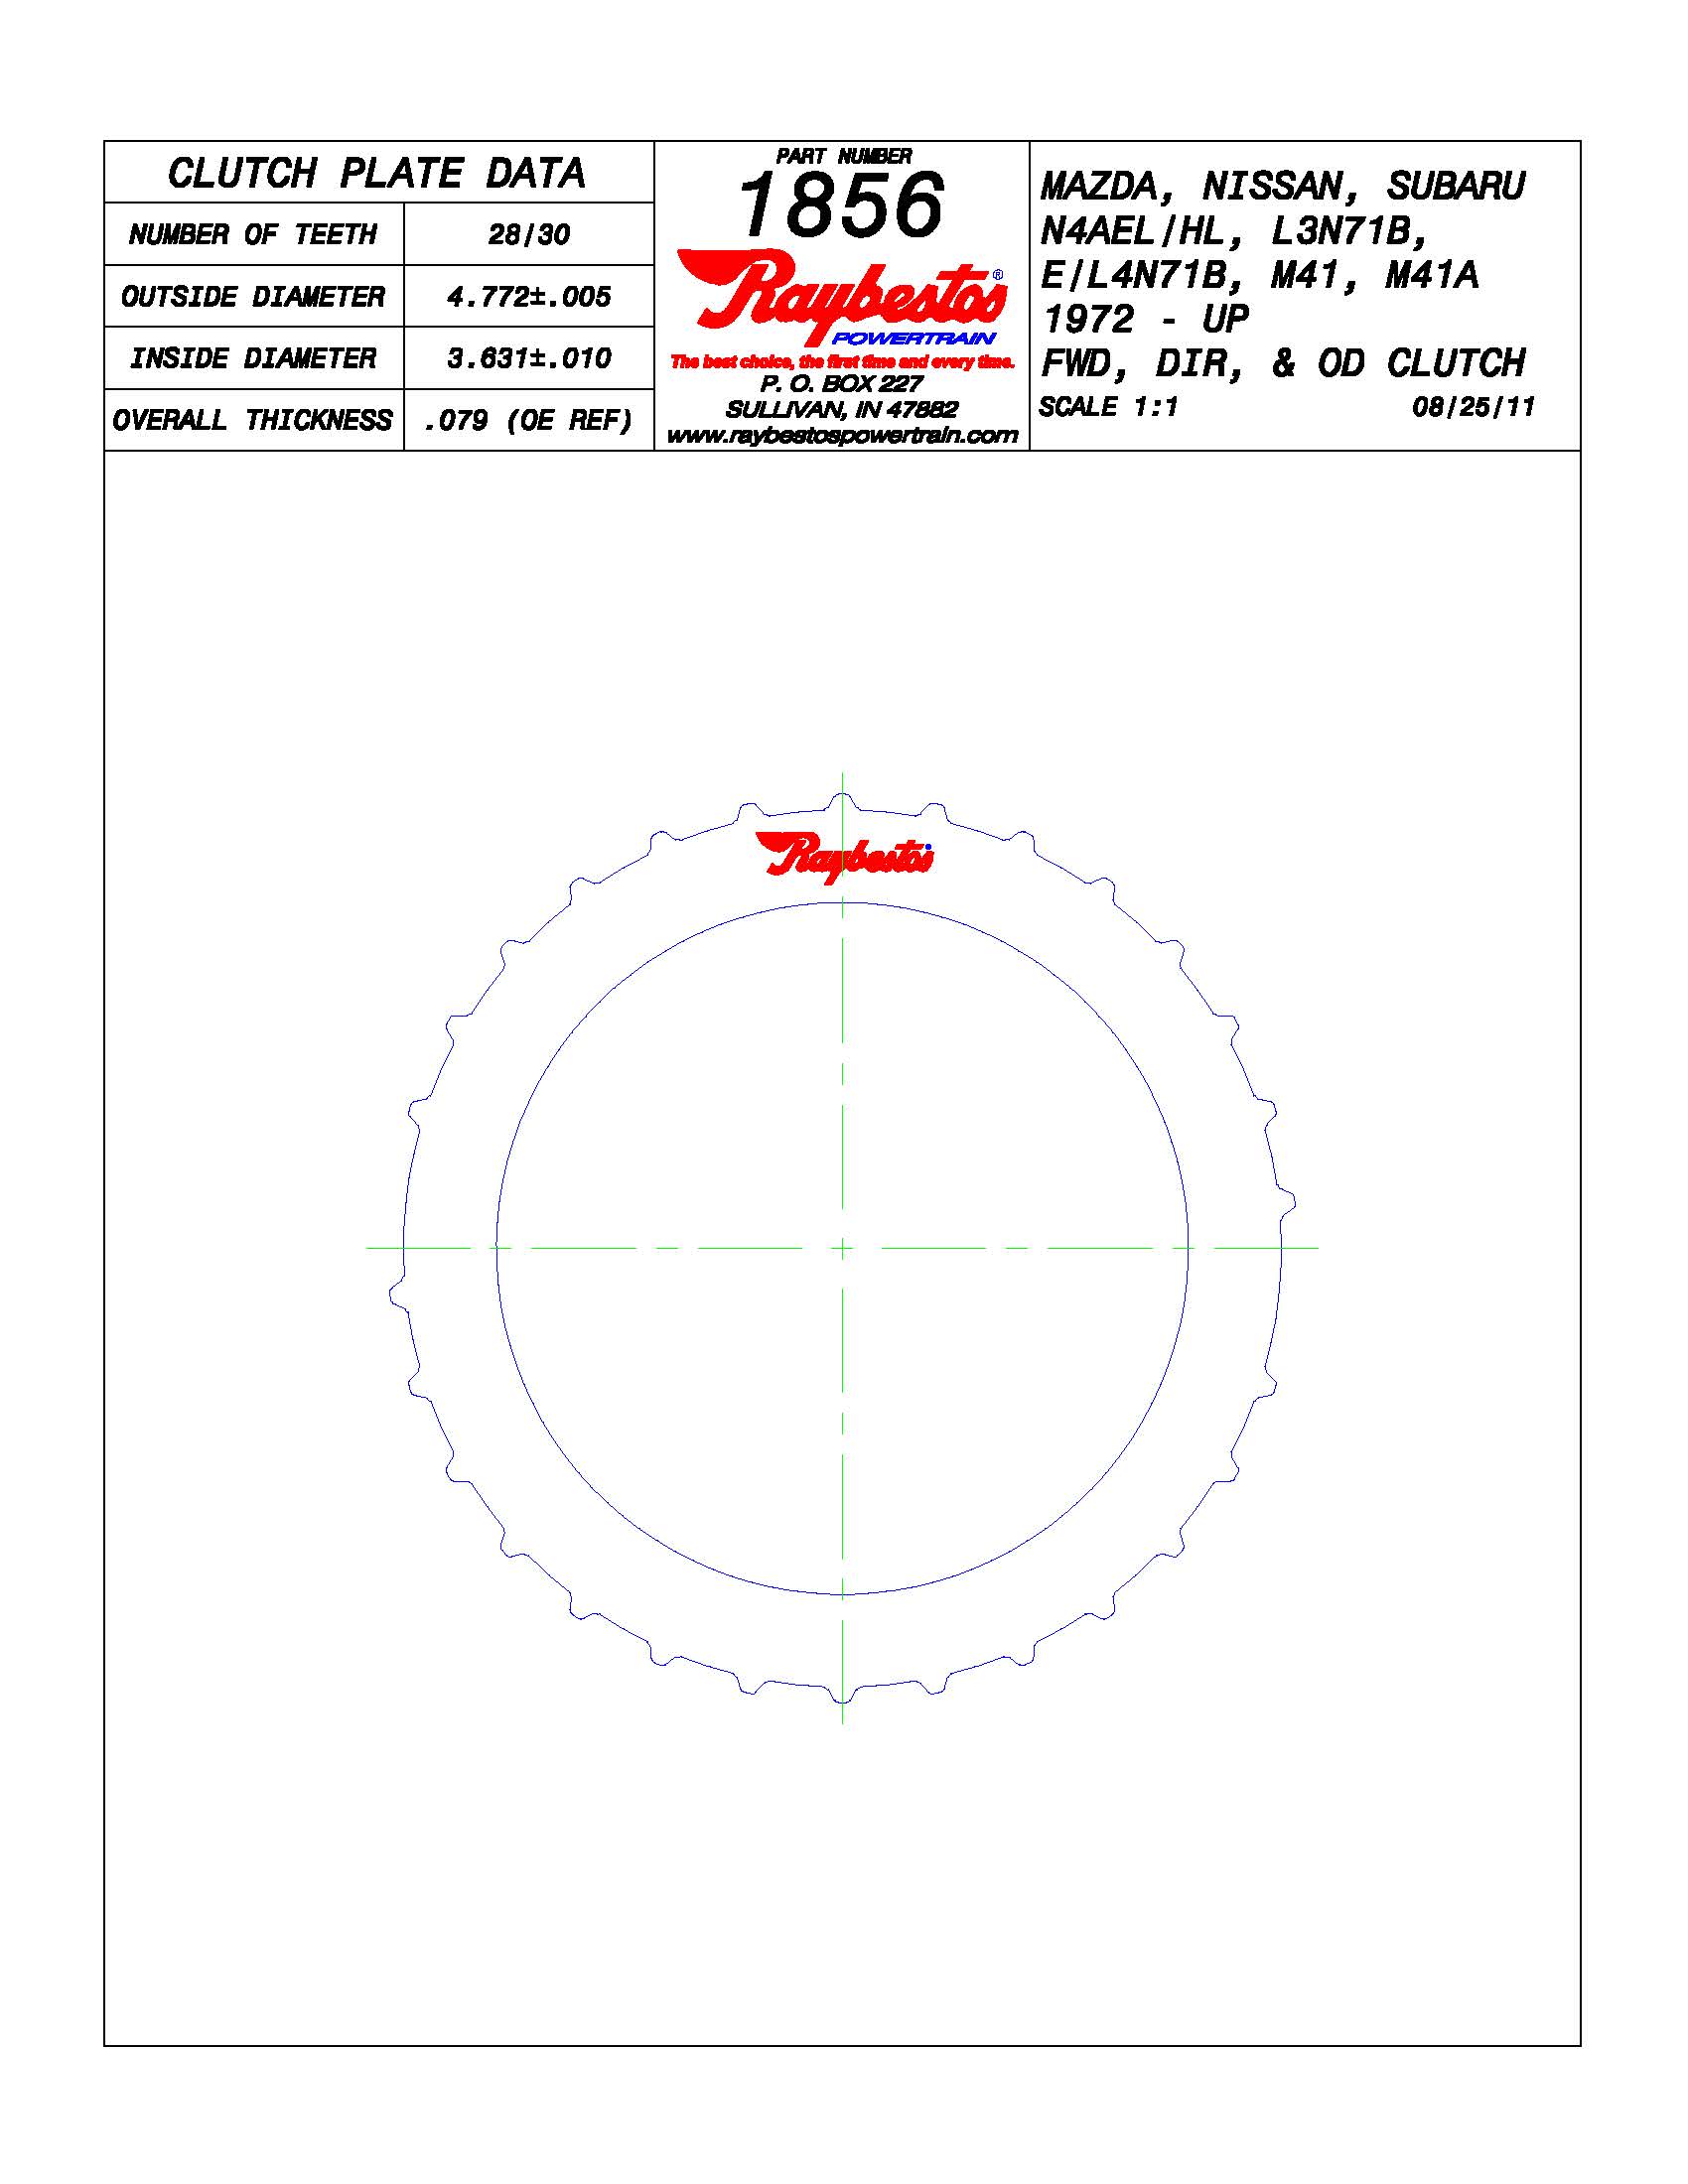 CLUTCH PLATE DATA
NUMBER OF TEETH 28/30
OUTSIDE DIAMETER 4.772±.005
INSIDE DIAMETER 3.631±.010
OVERALL THICKNESS .079 (OE REF)
PART NUMBER
1856
Raybestos®
POWERTRAIN
The best choice, the first time and every time.
P. O. BOX 227
SULLIVAN, IN 47882
www.raybestospowertrain.com
MAZDA, NISSAN, SUBARU
N4AEL/HL, L3N71B,
E/L4N71B, M41, M41A
1972 - UP
FWD, DIR, & OD CLUTCH
SCALE 1:1 08/25/11
Raybestos